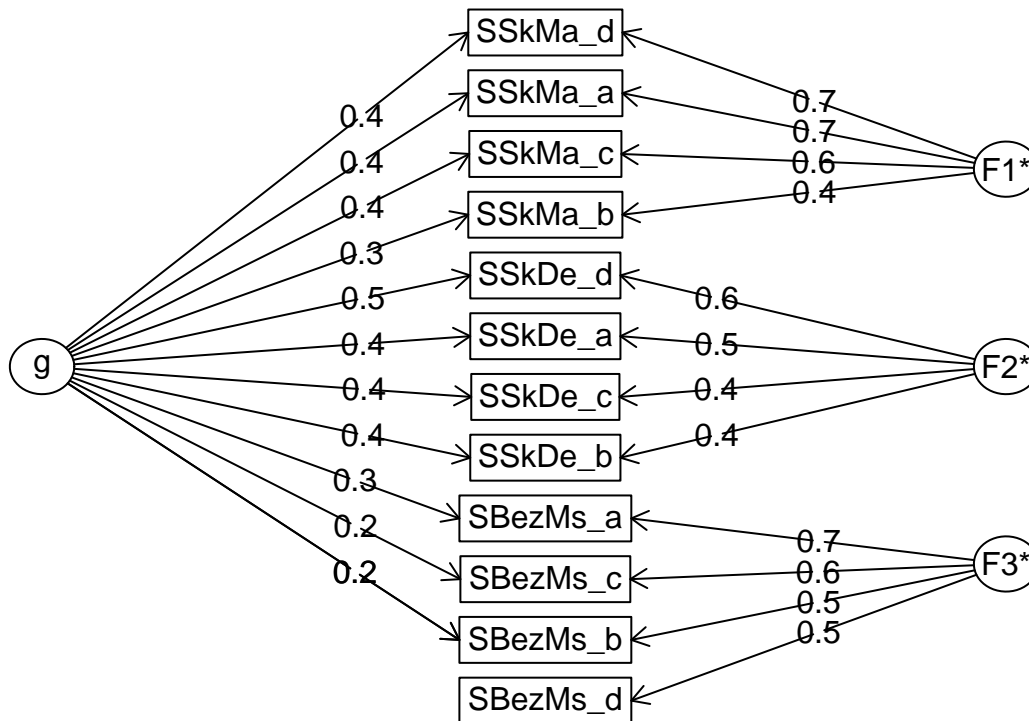 SSkMa_d
SSkMa_a
SSkMa_c
SSkMa_b
SSkDe_d
SSkDe_a
SSkDe_c
SSkDe_b
SBezMs_a
SBezMs_c
SBezMs_b
SBezMs_d
g
0.4
0.4
0.4
0.3
0.5
0.4
0.4
0.4
0.3
0.2
0.2
F1*
0.7
0.7
0.6
0.4
F2*
0.6
0.5
0.4
0.4
F3*
0.7
0.6
0.5
0.5